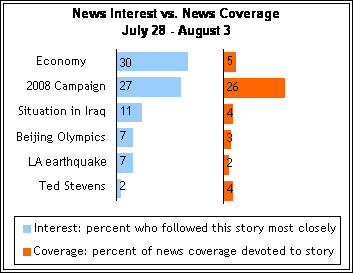 News Interest vs. News Coverage
July 28 - August 3
Economy 30 5
2008 Campaign 27 26
Situation in Iraq 11 4
Beijing Olympics 7 3
LA earthquake 7 2
Ted Stevens 2 4
Interest: percent who followed this story most closely
Coverage: percent of news coverage devoted to story